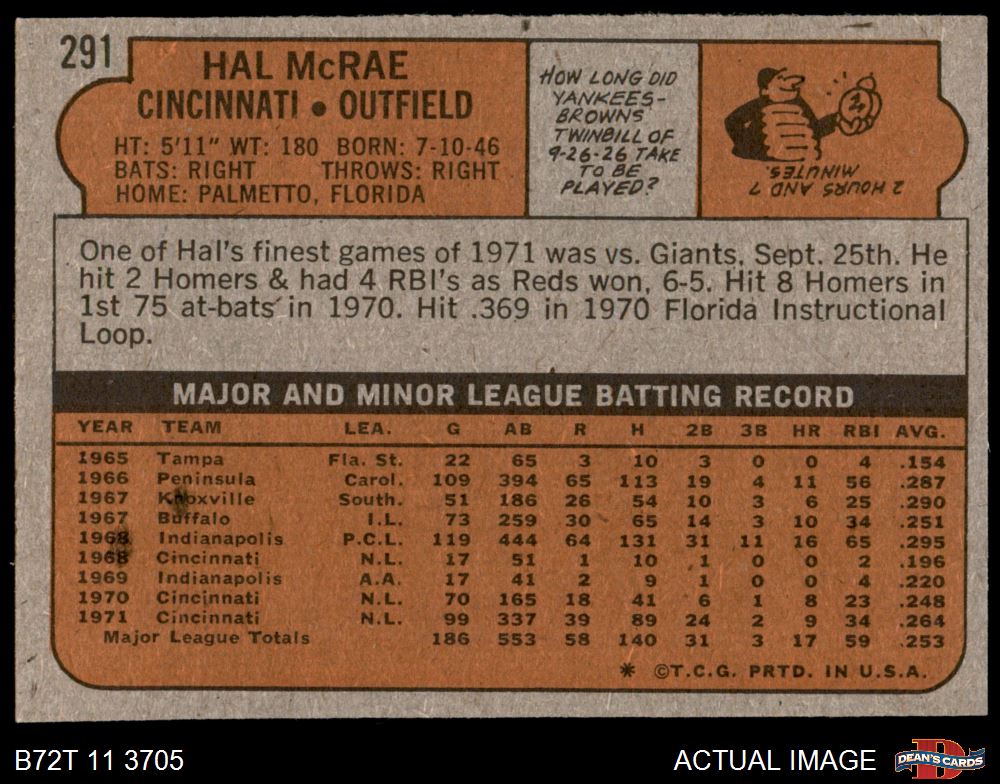 291
HAL McRAE
CINCINNATI • OUTFIELD
HT: 5'11" WT: 180 BORN: 7-10-46
BATS: RIGHT THROWS: RIGHT
HOME: PALMETTO, FLORIDA
HOW LONG DID
YANKEES-
BROWNS
TWINBILL OF
9-26-26 TAKE
TO BE
PLAYED?
2 HOURS AND 7
MINUTES.
One of Hal's finest games of 1971 was vs. Giants, Sept. 25th. He
hit 2 Homers & had 4 RBI's as Reds won, 6-5. Hit 8 Homers in
1st 75 at-bats in 1970. Hit .369 in 1970 Florida Instructional
Loop.
MAJOR AND MINOR LEAGUE BATTING RECORD
YEAR TEAM LEA. G AB R H 2B 3B HR RBI AVG.
1965 Tampa Fla. St. 22 65 3 10 3 0 0 4 .154
1966 Peninsula Carol. 109 394 65 113 19 4 11 56 .287
1967 Knoxville South. 51 186 26 54 10 3 6 25 .290
1967 Buffalo I.L. 73 259 30 65 14 3 10 34 .251
1968 Indianapolis P.C.L. 119 444 64 131 31 11 16 65 .295
1968 Cincinnati N.L. 17 51 1 10 1 0 0 2 .196
1969 Indianapolis A.A. 17 41 2 9 1 0 0 4 .220
1970 Cincinnati N.L. 70 165 18 41 6 1 8 23 .248
1971 Cincinnati N.L. 99 337 39 89 24 2 9 34 .264
Major League Totals 186 553 58 140 31 3 17 59 .253
* ©T.C.G. PRTD. IN U.S.A.
B72T 11 3705
ACTUAL IMAGE
DEAN'S CARDS